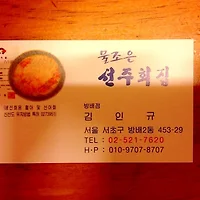 물좋은
선주회집
방배점
김 인 규
서울 서초구 방배2동 453-29
TEL : 02-521-7620
H·P : 010-9707-8707